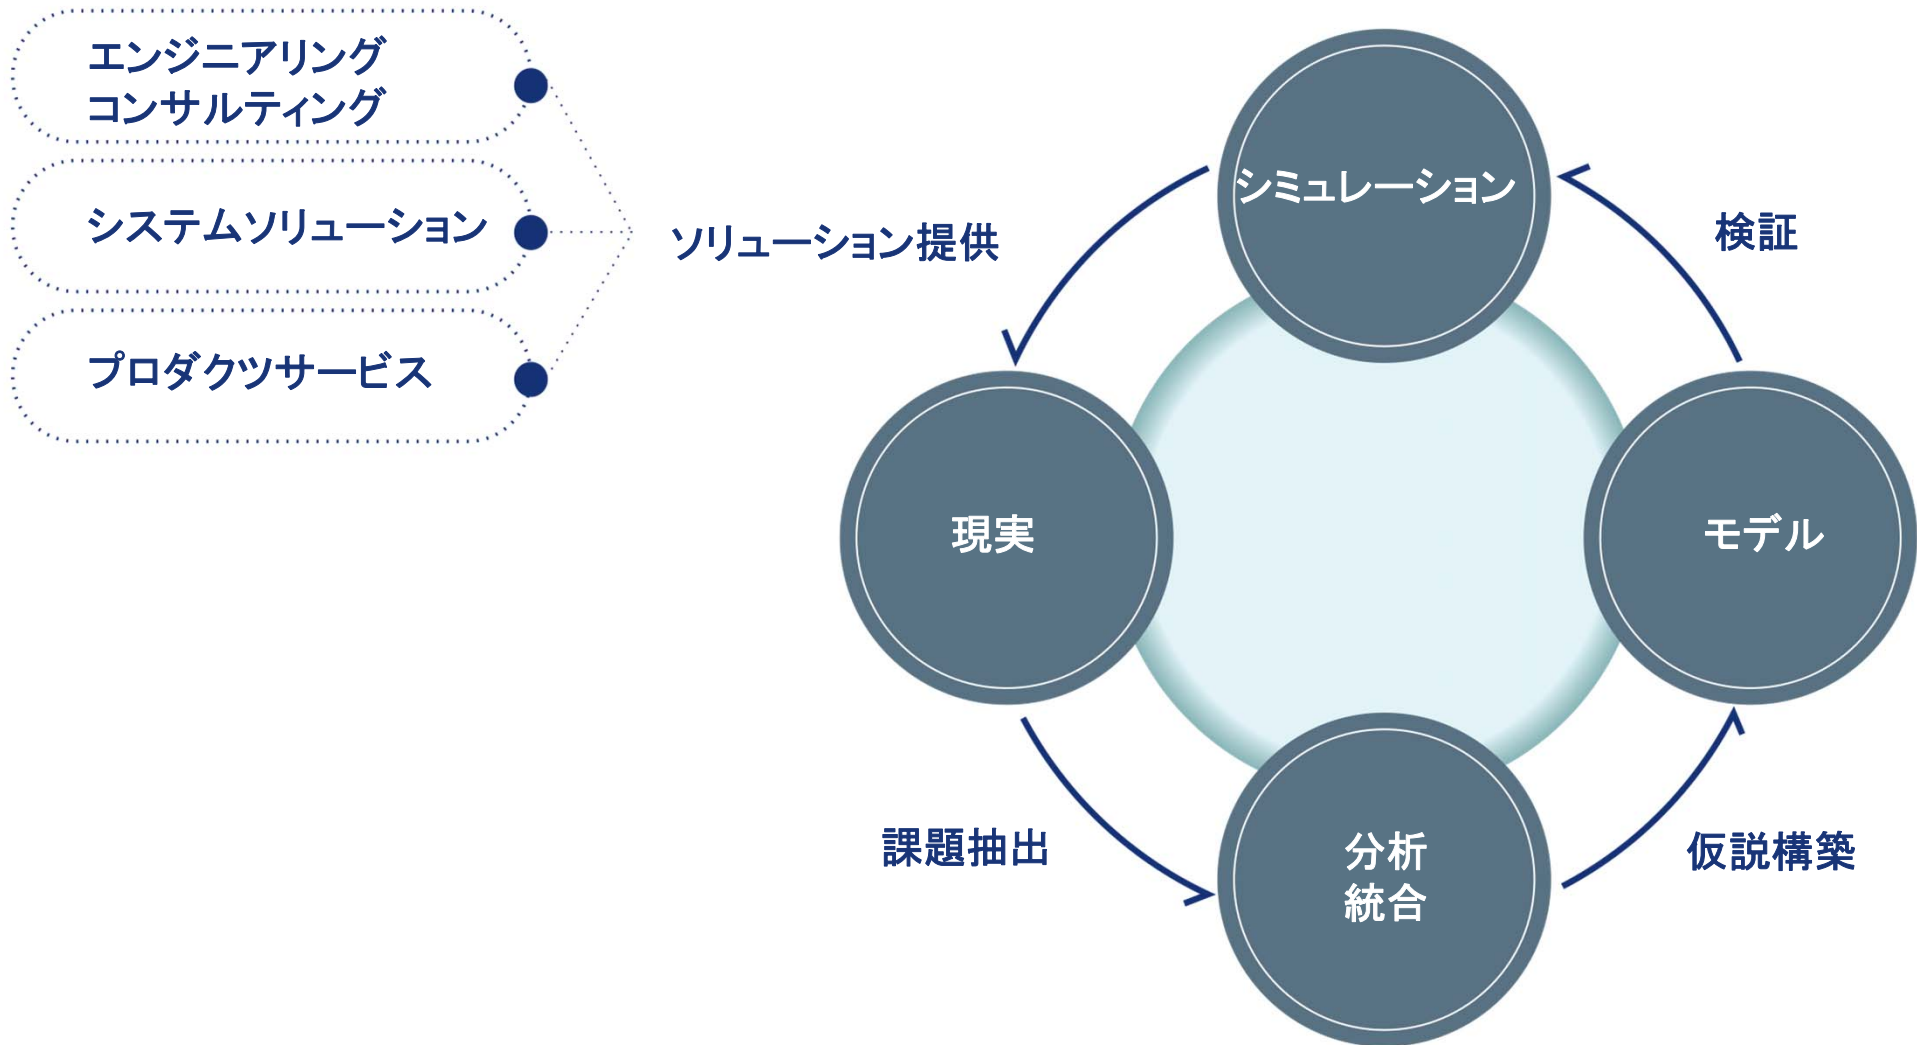 エンジニアリング
コンサルティング
システムソリューション
プロダクツサービス
ソリューション提供
シミュレーション
検証
現実
モデル
課題抽出
分析
統合
仮説構築